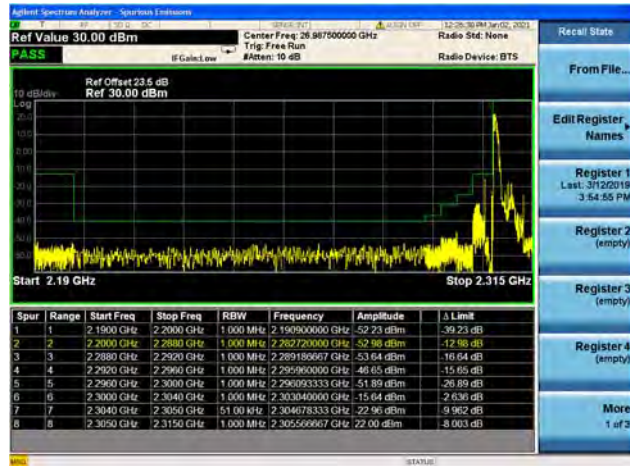 Agilent Spectrum Analyzer - Spurious Emissions
Ref Value 30.00 dBm
Center Freq: 26.987500000 GHz
Radio Std: None
Trig: Free Run
PASS
IFGain:Low
#Atten: 10 dB
Radio Device: BTS
12:25:30 PM Jan 02, 2021
Ref Offset 23.5 dB
10 dB/div
Ref 30.00 dBm
Log
Start 2.19 GHz
Stop 2.315 GHz
Spur Range Start Freq Stop Freq RBW Frequency Amplitude Δ Limit
1 1 2.1900 GHz 2.2000 GHz 1.000 MHz 2.190900000 GHz -52.23 dBm -39.23 dB
2 2 2.2000 GHz 2.2880 GHz 1.000 MHz 2.282720000 GHz -52.98 dBm -12.98 dB
3 3 2.2880 GHz 2.2920 GHz 1.000 MHz 2.289186667 GHz -53.64 dBm -16.64 dB
4 4 2.2920 GHz 2.2960 GHz 1.000 MHz 2.295960000 GHz -46.65 dBm -15.65 dB
5 5 2.2960 GHz 2.3000 GHz 1.000 MHz 2.296093333 GHz -51.89 dBm -26.89 dB
6 6 2.3000 GHz 2.3040 GHz 1.000 MHz 2.303040000 GHz -15.64 dBm -2.636 dB
7 7 2.3040 GHz 2.3050 GHz 51.00 kHz 2.304678333 GHz -22.96 dBm -9.962 dB
8 8 2.3050 GHz 2.3150 GHz 1.000 MHz 2.305566667 GHz 22.00 dBm -8.003 dB
MSG
STATUS
Recall State
From File...
Edit Register
Names
Register 1
Last: 3/12/2019
3:54:55 PM
Register 2
(empty)
Register 3
(empty)
Register 4
(empty)
More
1 of 3